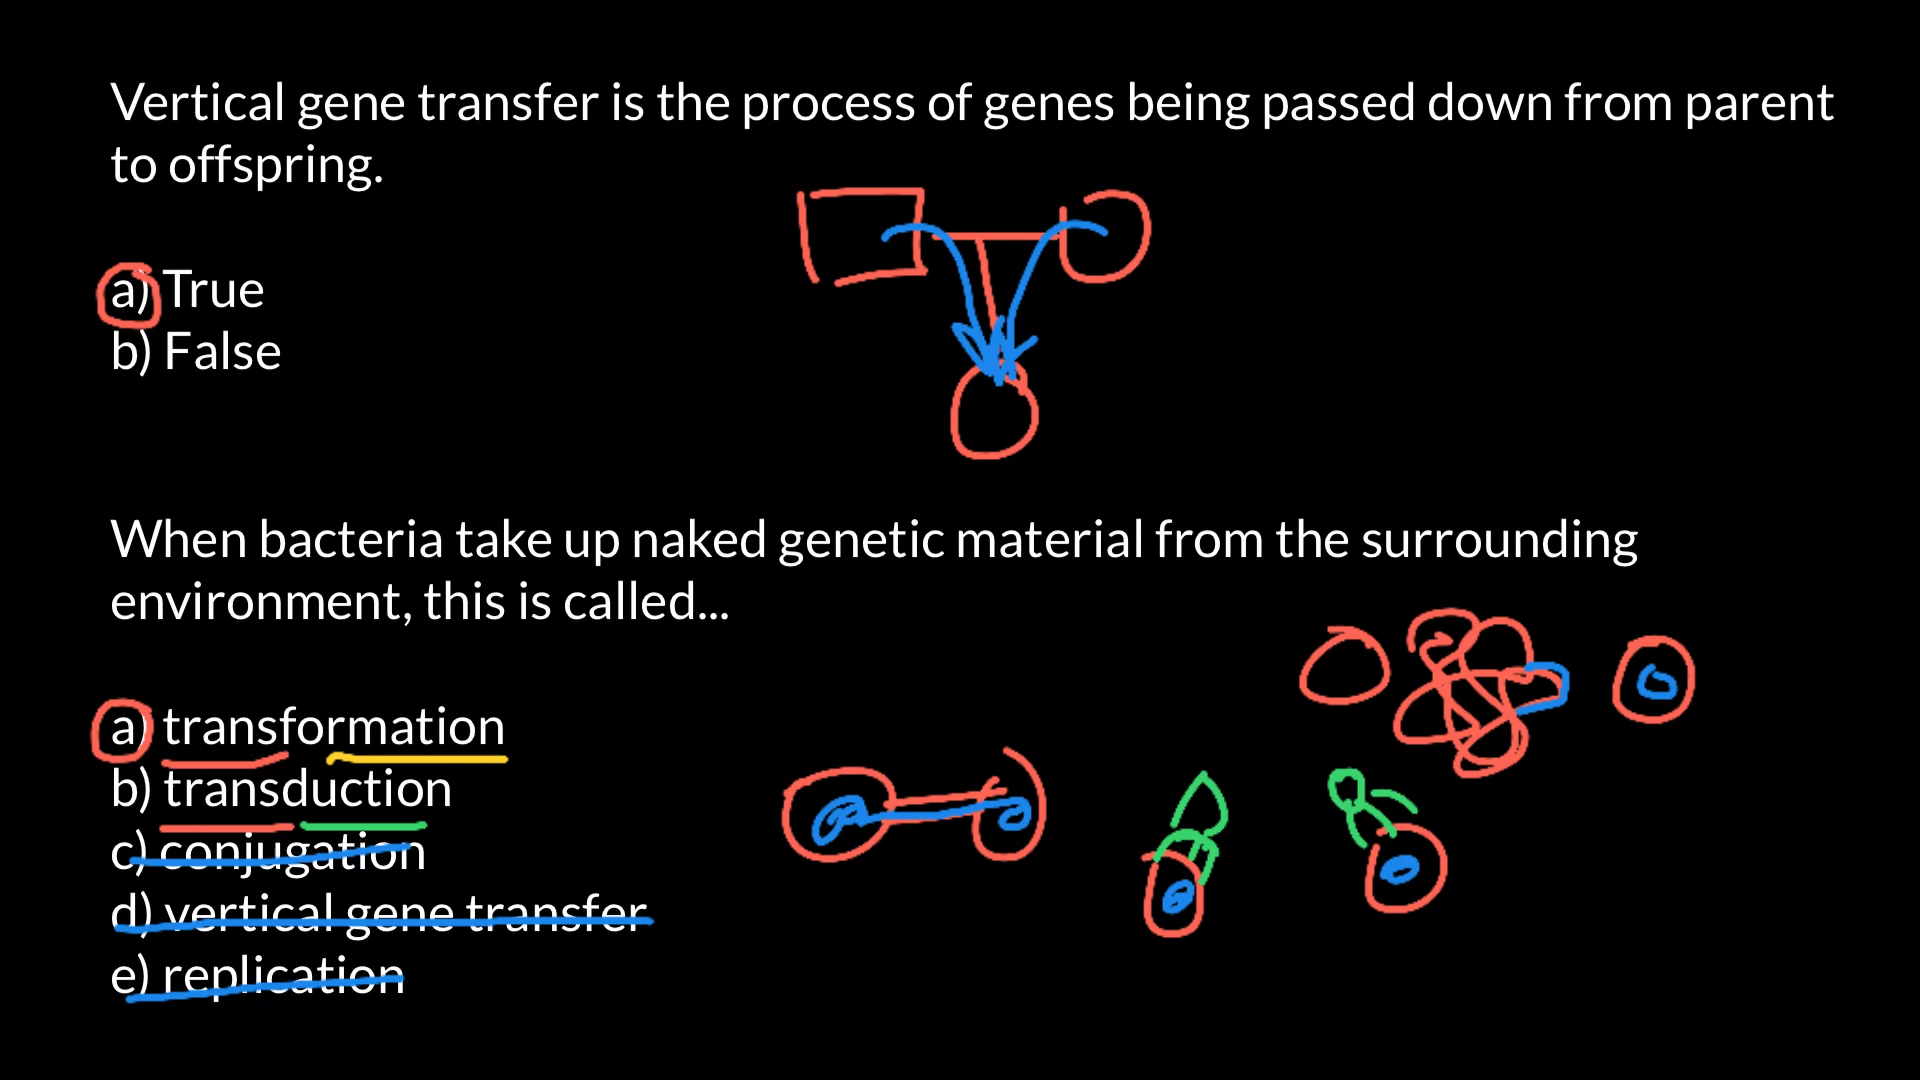 Vertical gene transfer is the process of genes being passed down from parent
to offspring.
a) True
b) False
When bacteria take up naked genetic material from the surrounding
environment, this is called...
a) transformation
b) transduction
c) conjugation
d) vertical gene transfer
e) replication